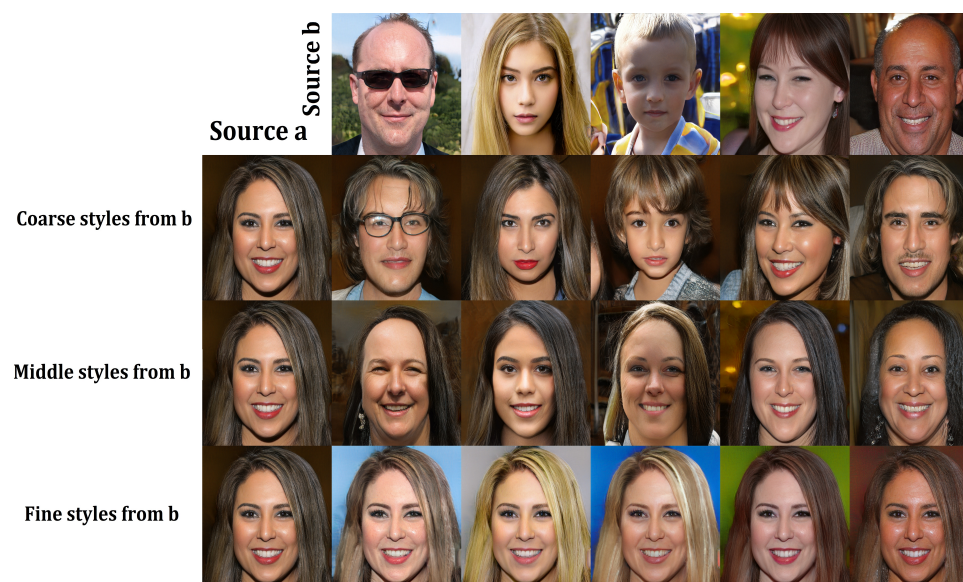 Source b
Source a
Coarse styles from b
Middle styles from b
Fine styles from b